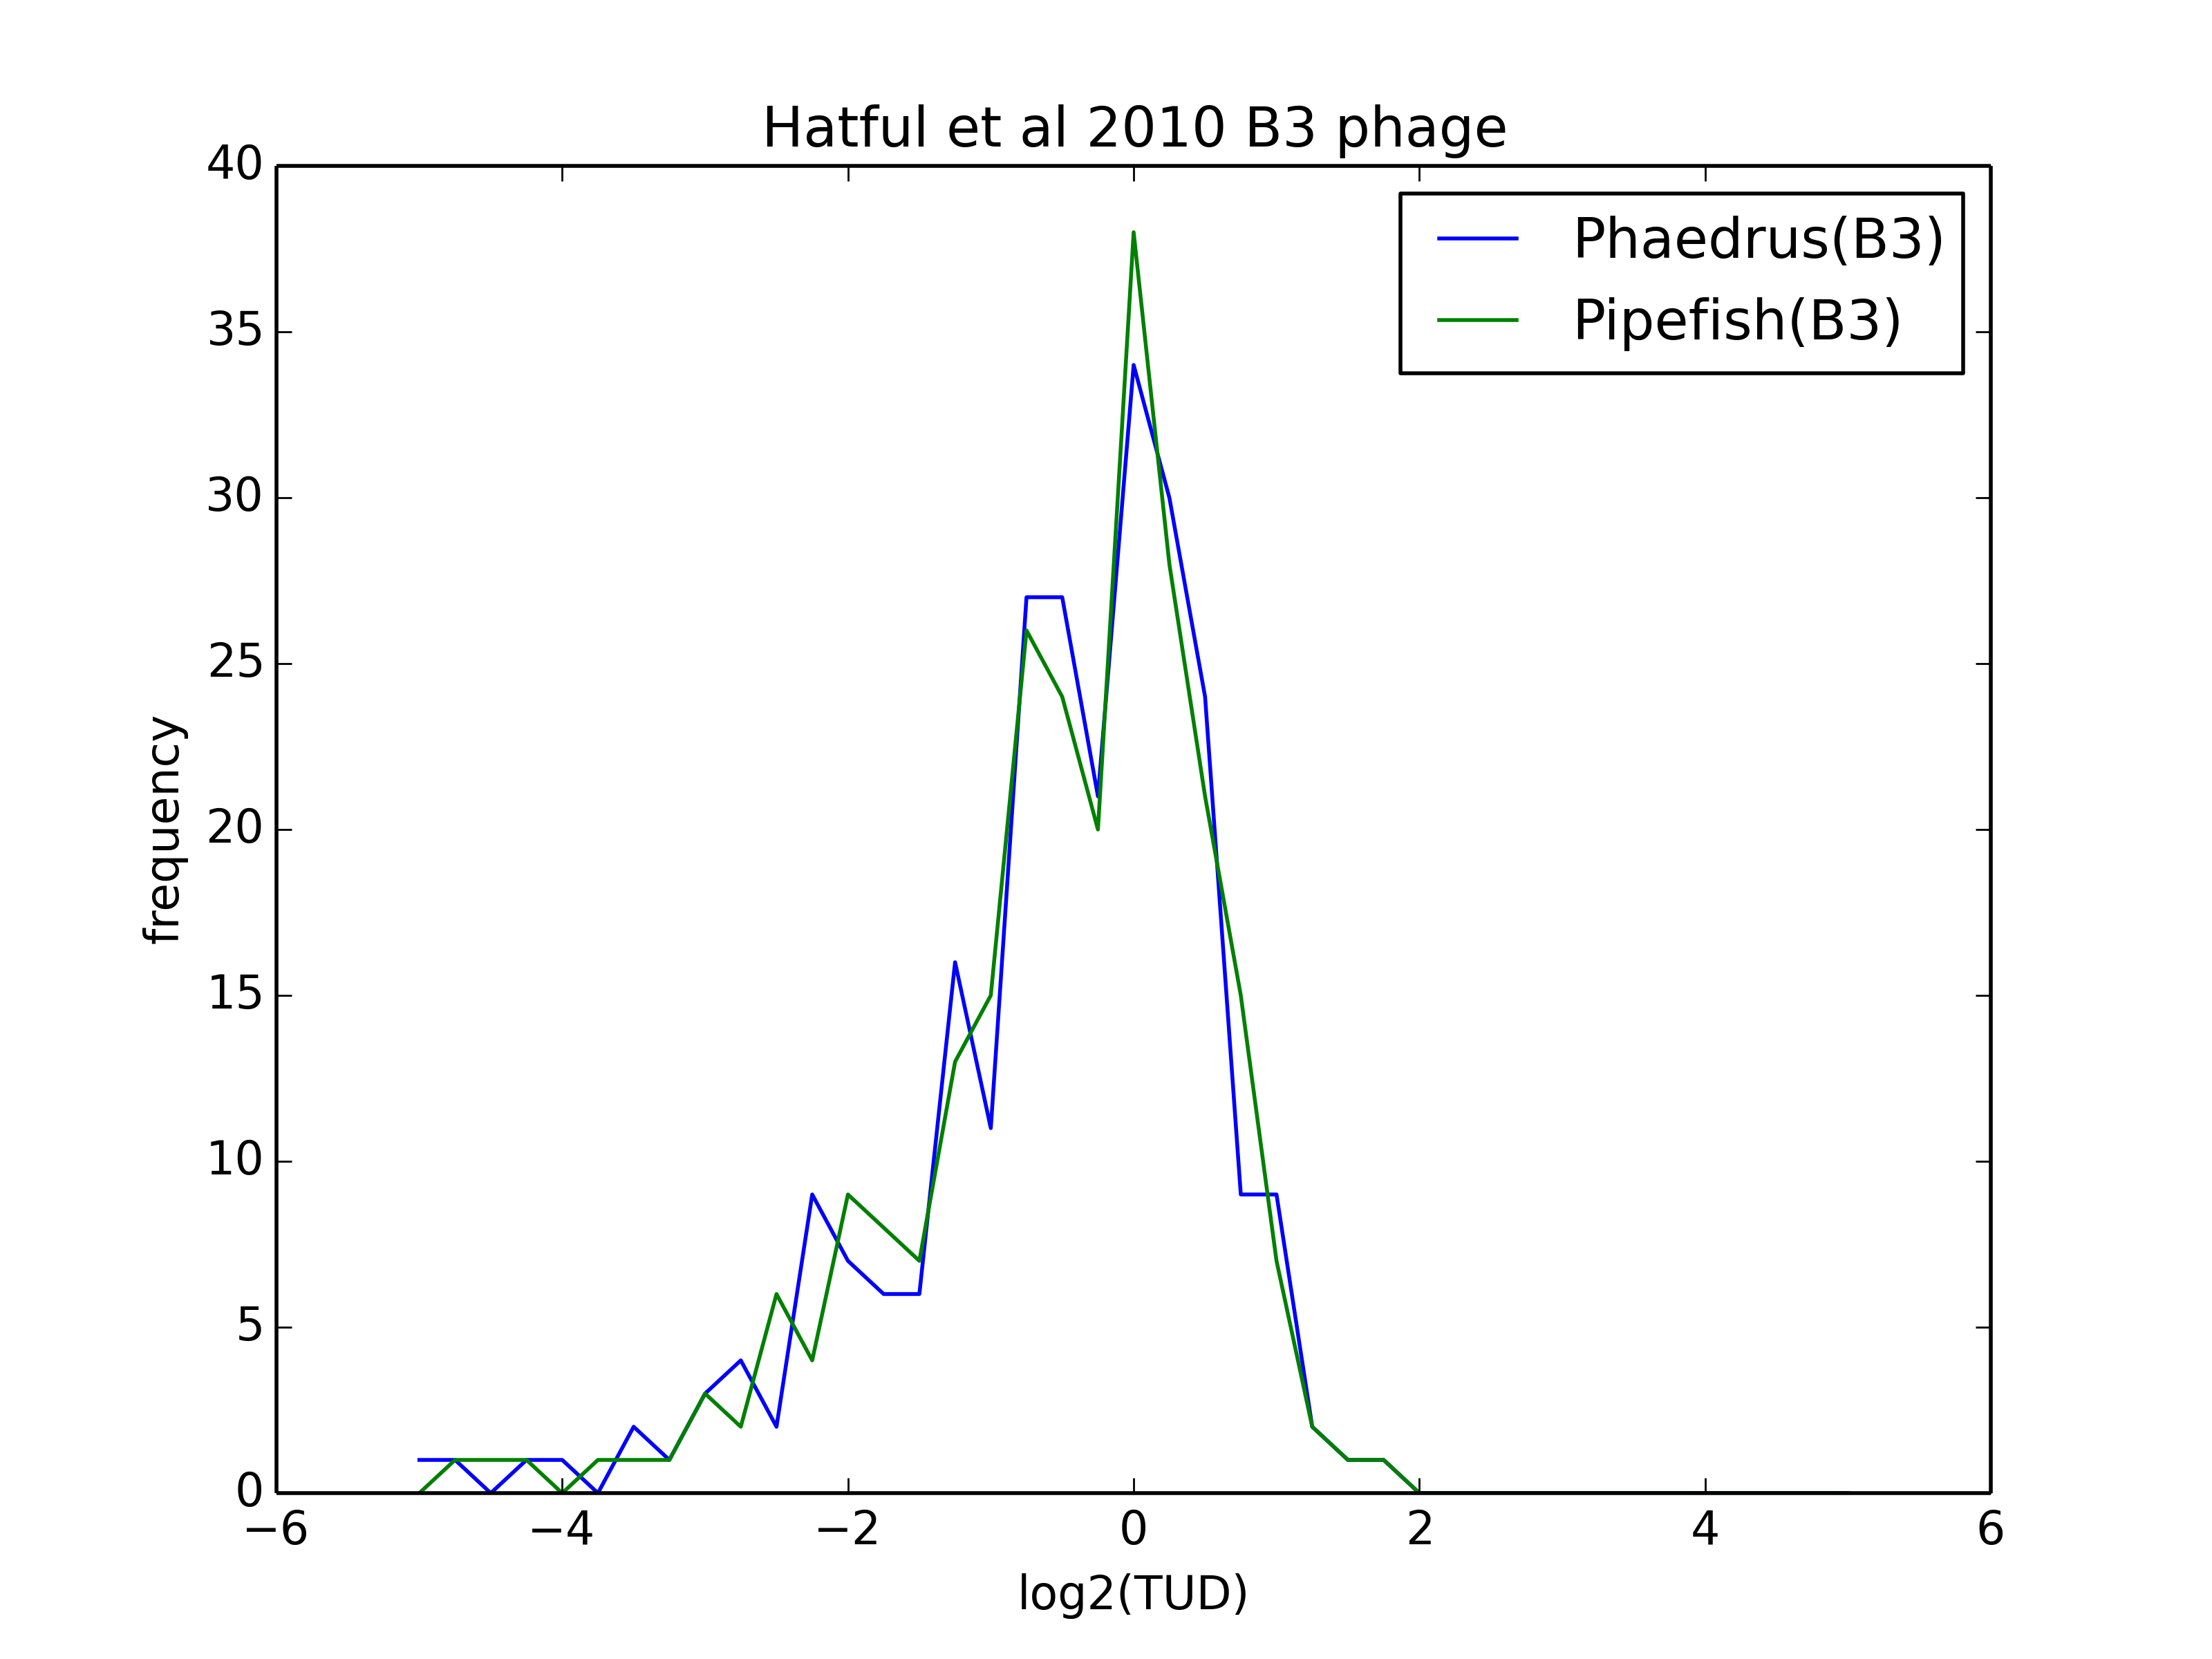 Hatful et al 2010 B3 phage
Phaedrus(B3)
Pipefish(B3)
frequency
40
35
30
25
20
15
10
5
0
−6 −4 −2 0 2 4 6
log2(TUD)